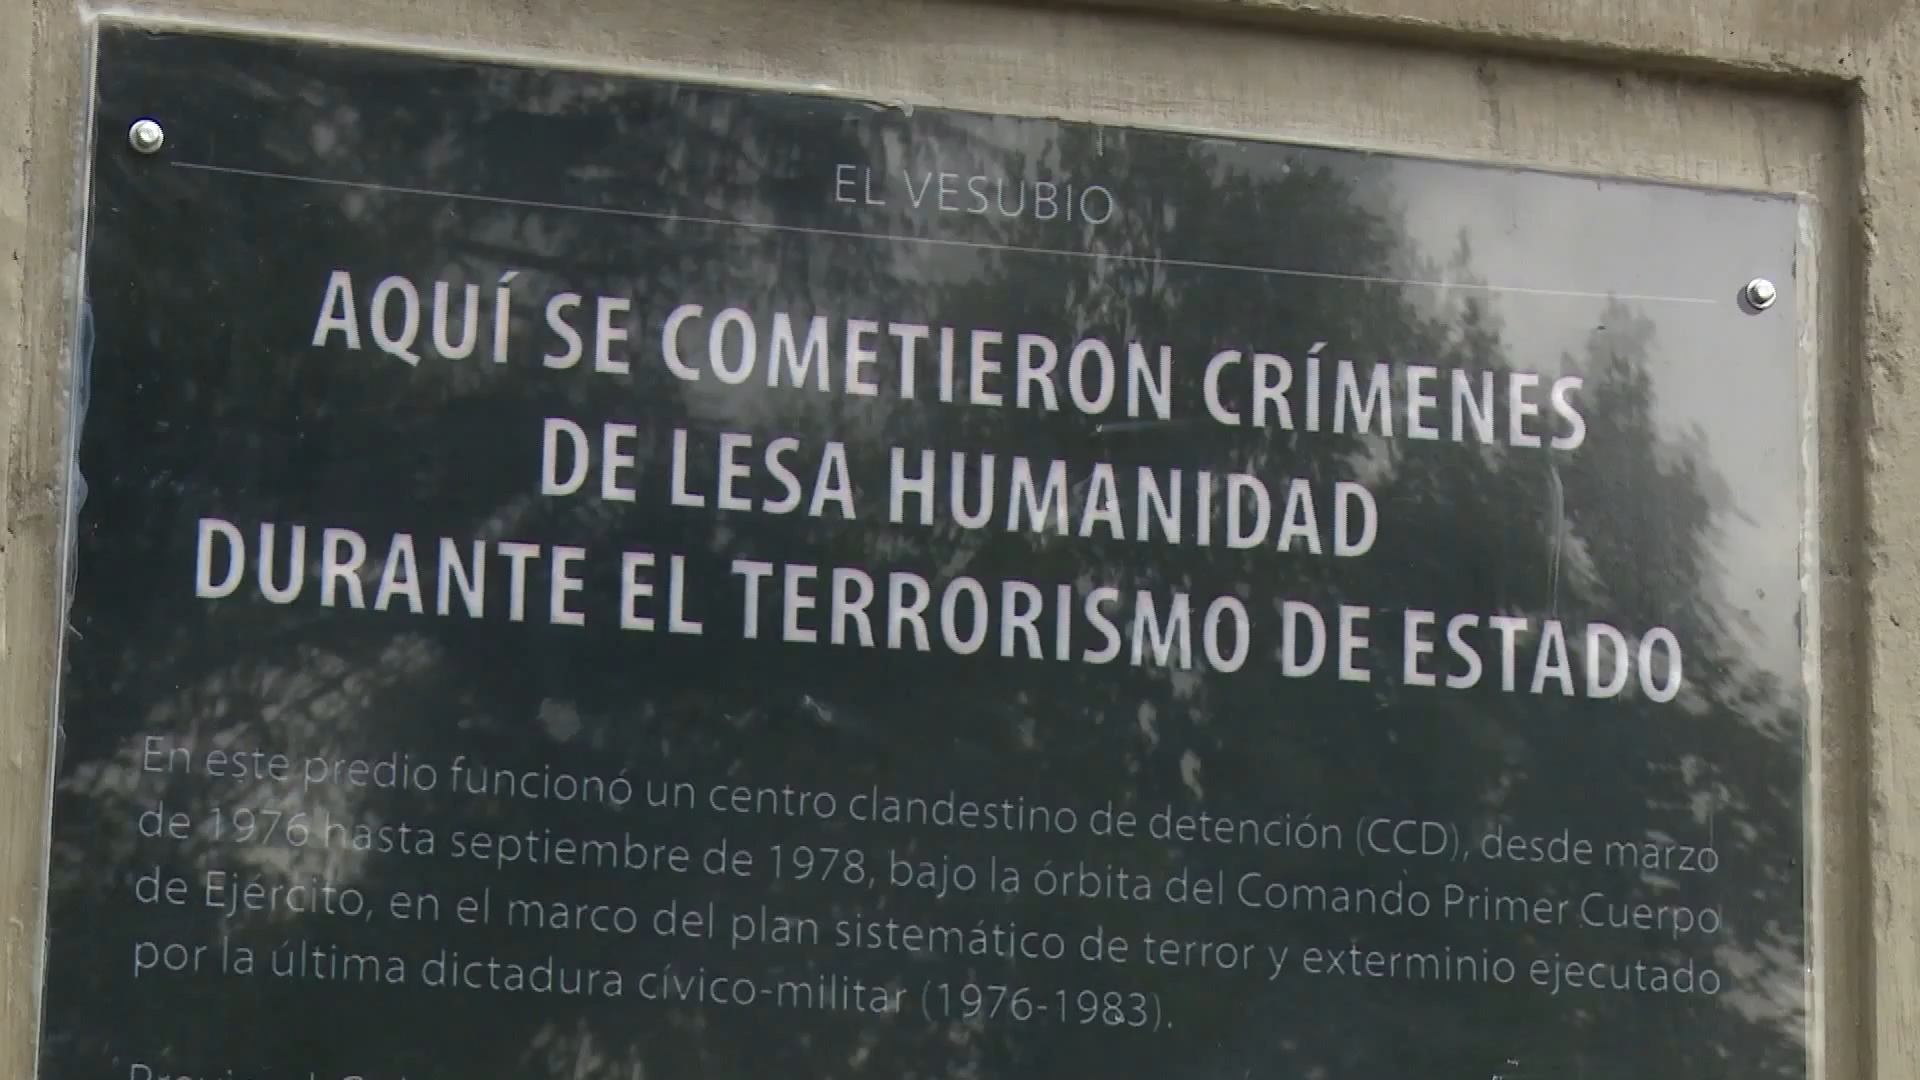 EL VESUBIO
AQUÍ SE COMETIERON CRÍMENES
DE LESA HUMANIDAD
DURANTE EL TERRORISMO DE ESTADO
En este predio funcionó un centro clandestino de detención (CCD), desde marzo
de 1976 hasta septiembre de 1978, bajo la órbita del Comando Primer Cuerpo
de Ejército, en el marco del plan sistemático de terror y exterminio ejecutado
por la última dictadura cívico-militar (1976-1983).